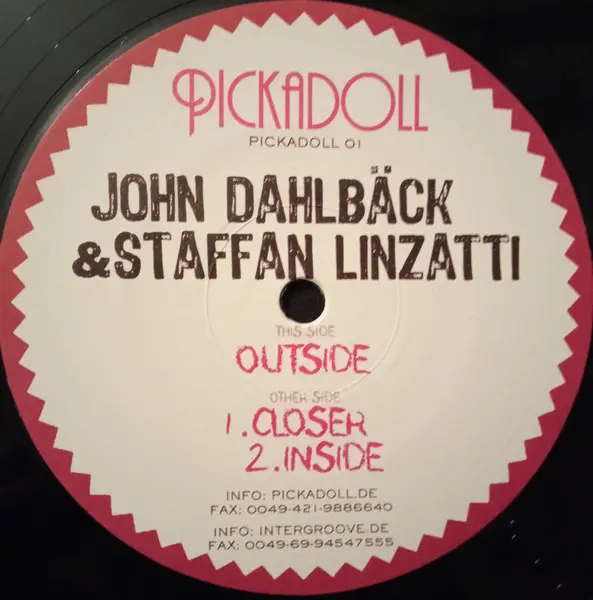 PICKADOLL
PICKADOLL 01
JOHN DAHLBÄCK
&STAFFAN LINZATTI
THIS SIDE
OUTSIDE
OTHER SIDE
1.CLOSER
2.INSIDE
INFO: PICKADOLL.DE
FAX: 0049-421-9886640
INFO: INTERGROOVE.DE
FAX: 0049-69-94547555